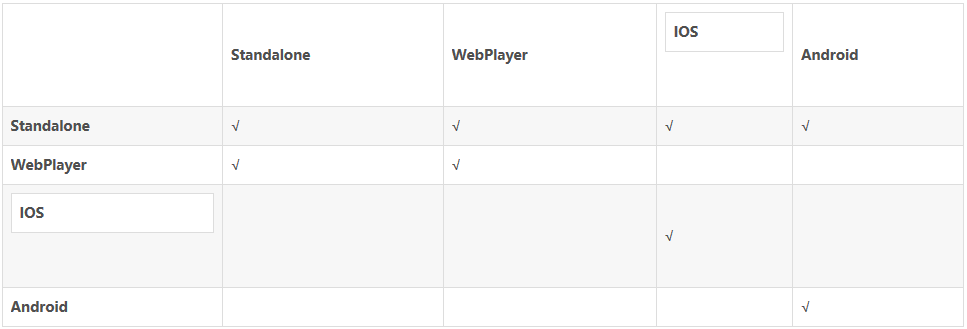 Standalone WebPlayer IOS Android
Standalone √ √ √ √
WebPlayer √ √
IOS √
Android √